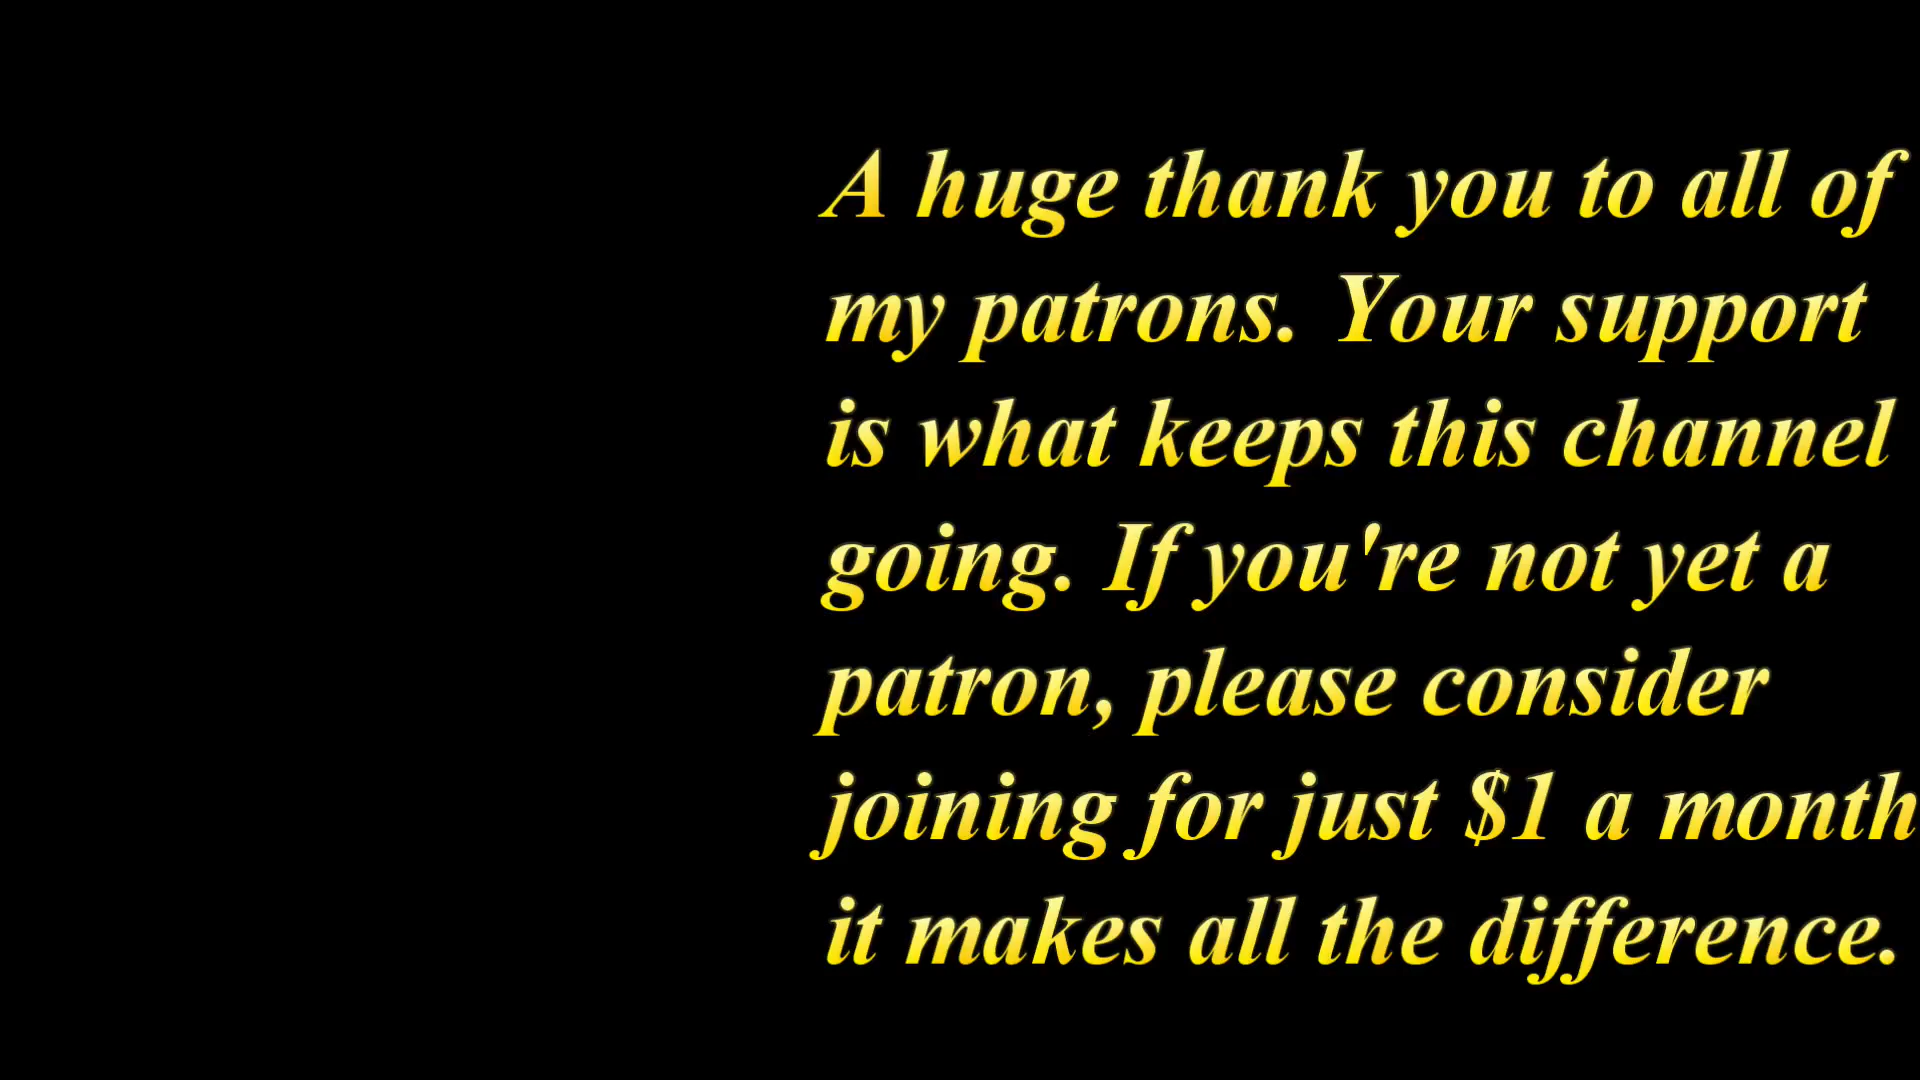 A huge thank you to all of
my patrons. Your support
is what keeps this channel
going. If you're not yet a
patron, please consider
joining for just $1 a month
it makes all the difference.